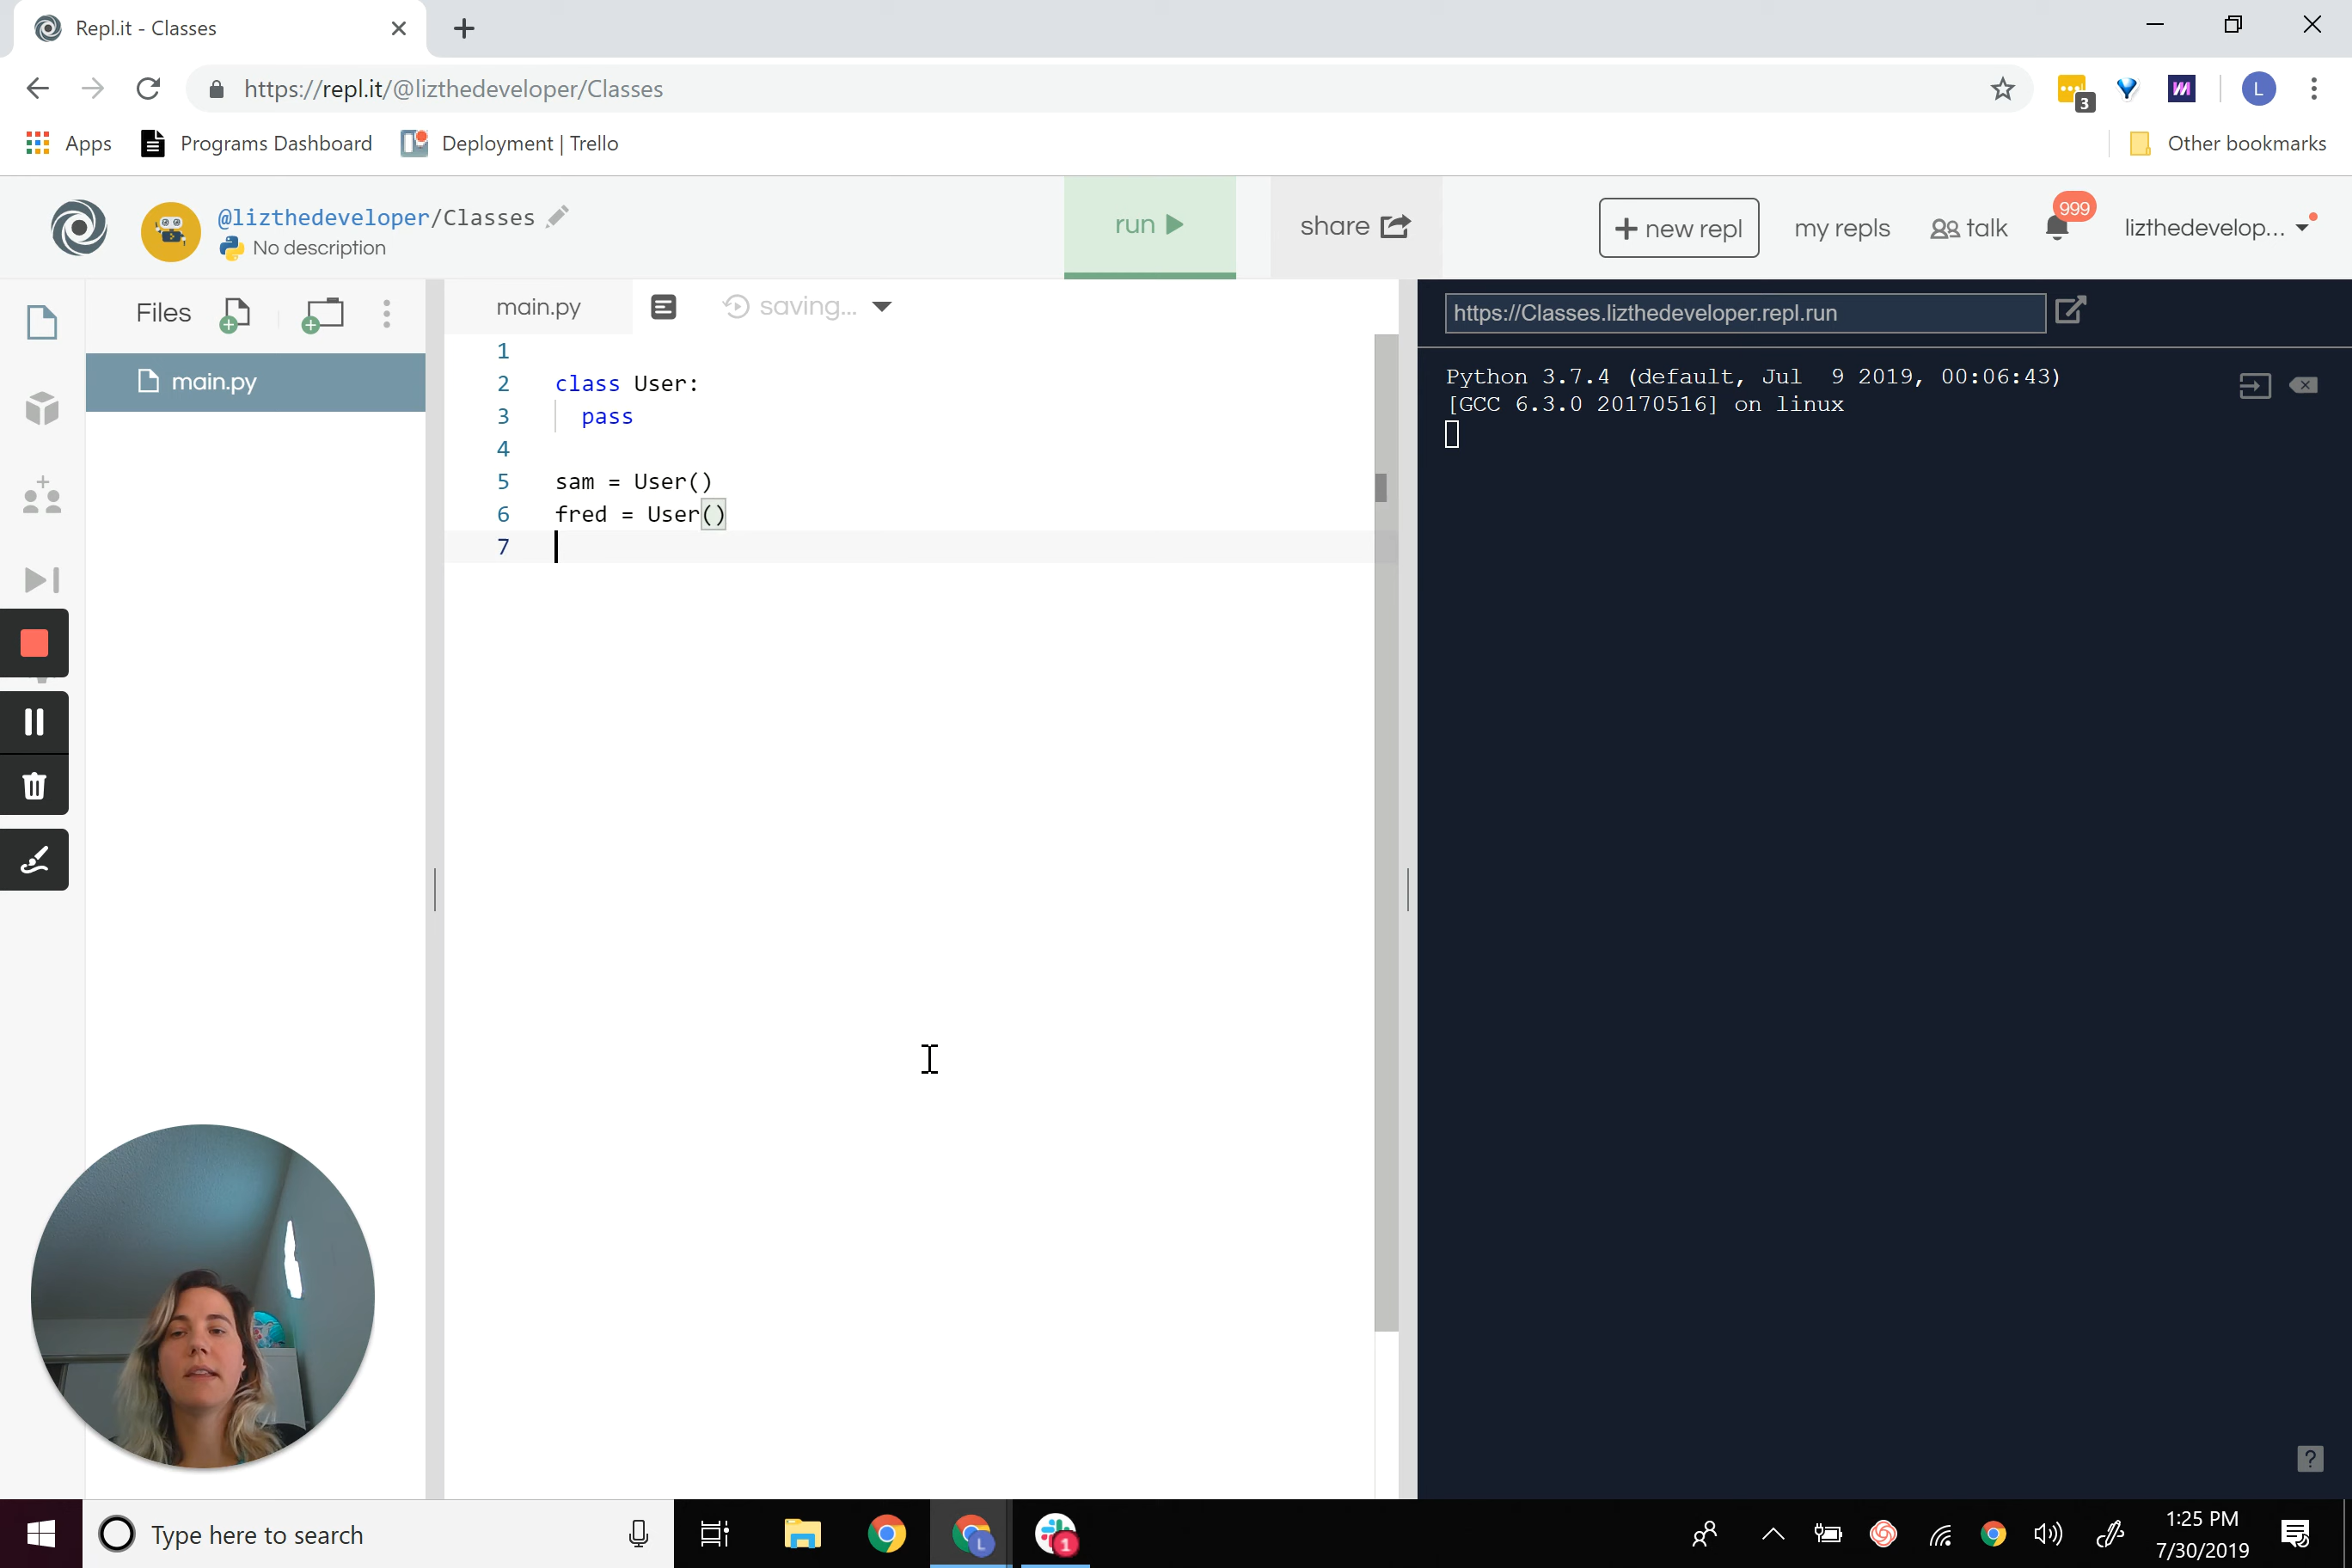 Repl.it - Classes
https://repl.it/@lizthedeveloper/Classes
3
L
Apps
Programs Dashboard
Deployment | Trello
Other bookmarks
@lizthedeveloper/Classes
No description
run
share
+ new repl
my repls
talk
999
lizthedevelop...
Files
main.py
main.py
saving...
1
2 class User:
3 pass
4
5 sam = User()
6 fred = User()
7
https://Classes.lizthedeveloper.repl.run
Python 3.7.4 (default, Jul  9 2019, 00:06:43)
[GCC 6.3.0 20170516] on linux
?
Type here to search
L
1
1:25 PM
7/30/2019